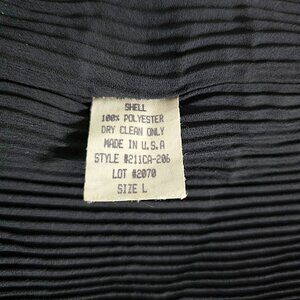 SHELL
100% POLYESTER
DRY CLEAN ONLY
MADE IN U.S.A
STYLE #211CA-206
LOT #2070
SIZE L